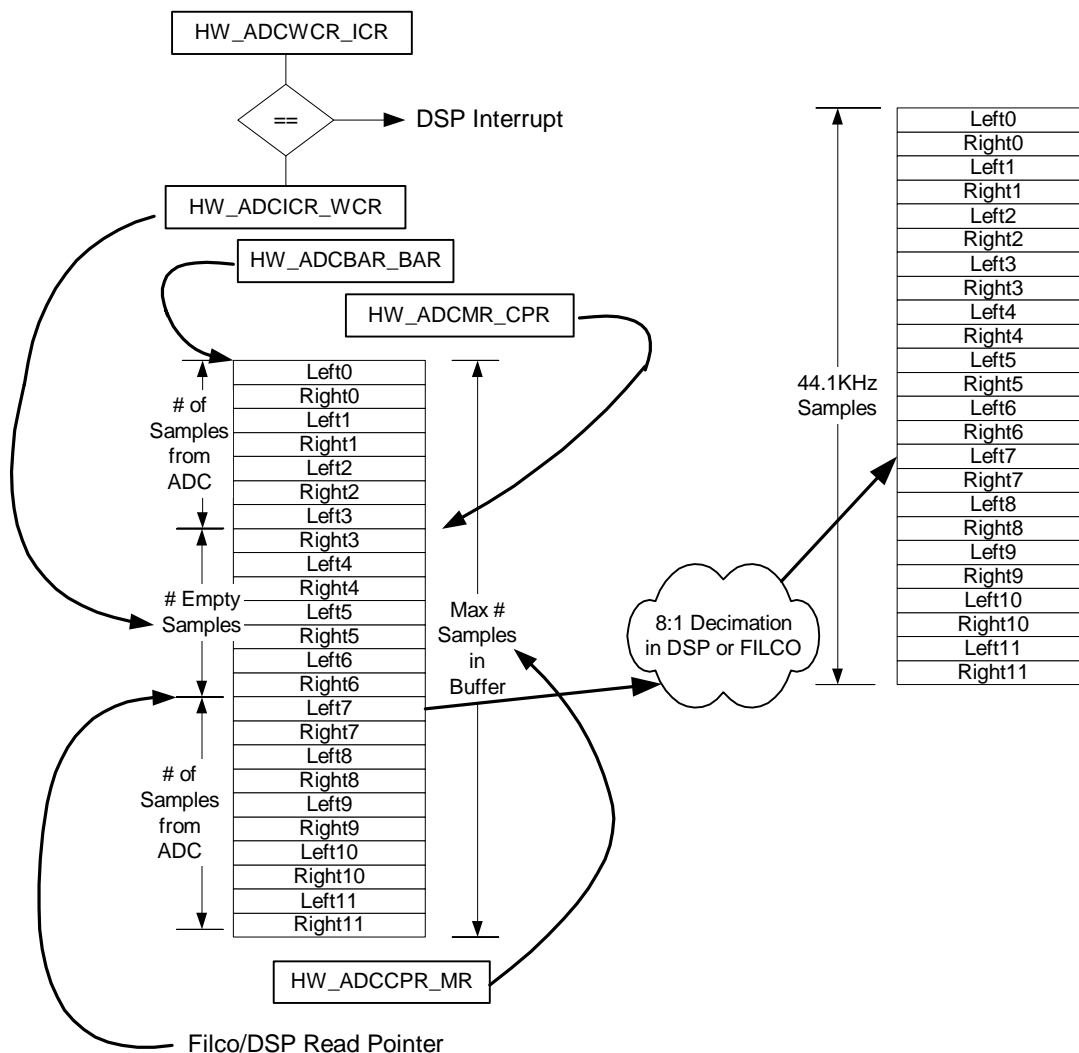 HW_ADCWCR_ICR
==
DSP Interrupt
HW_ADCICR_WCR
HW_ADCBAR_BAR
HW_ADCMR_CPR
# of
Samples
from
ADC
# Empty
Samples
# of
Samples
from
ADC
Left0
Right0
Left1
Right1
Left2
Right2
Left3
Right3
Left4
Right4
Left5
Right5
Left6
Right6
Left7
Right7
Left8
Right8
Left9
Right9
Left10
Right10
Left11
Right11
Max #
Samples
in
Buffer
HW_ADCCPR_MR
Filco/DSP Read Pointer
8:1 Decimation
in DSP or FILCO
44.1KHz
Samples
Left0
Right0
Left1
Right1
Left2
Right2
Left3
Right3
Left4
Right4
Left5
Right5
Left6
Right6
Left7
Right7
Left8
Right8
Left9
Right9
Left10
Right10
Left11
Right11